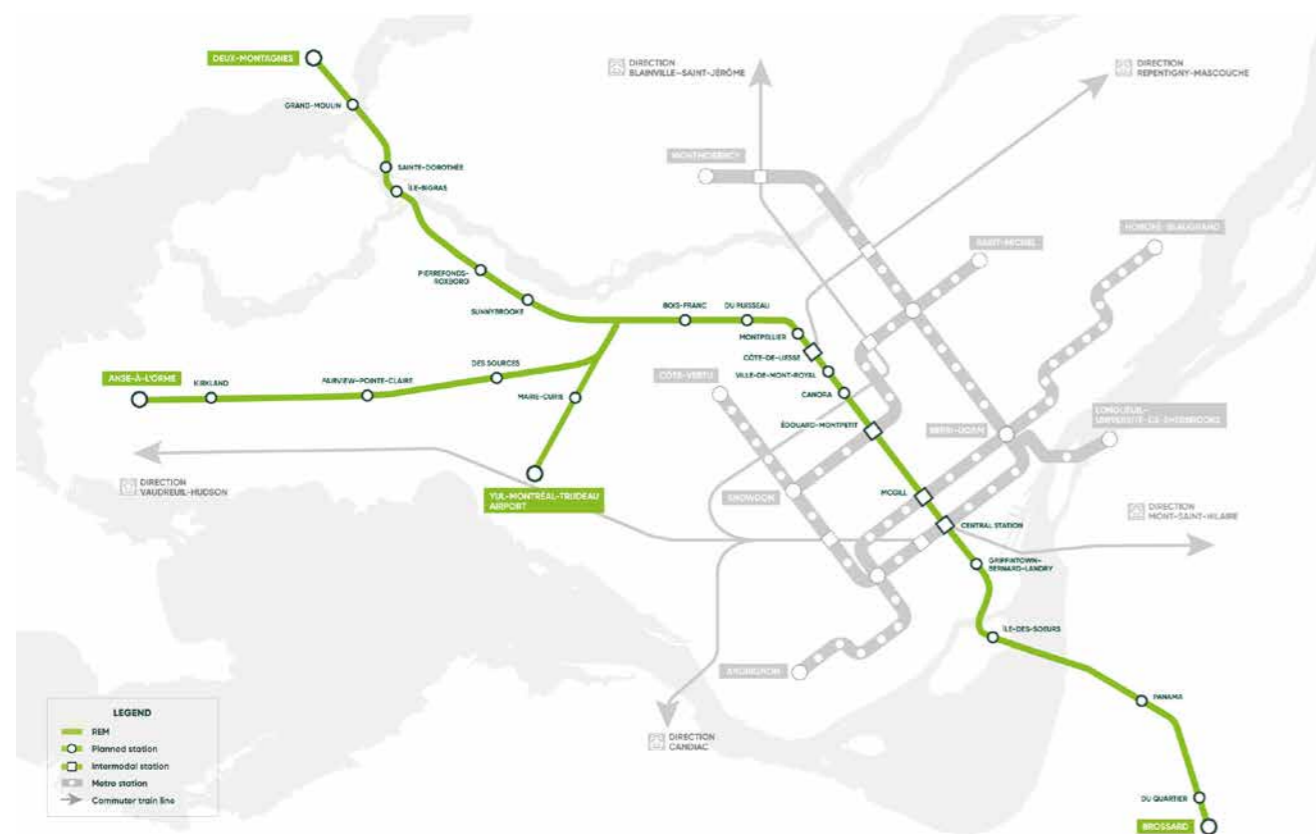 DEUX-MONTAGNES
GRAND-MOULIN
SAINTE-DOROTHÉE
ÎLE-BIGRAS
PIERREFONDS-
ROXBORO
SUNNYBROOKE
BOIS-FRANC
DU RUISSEAU
MONTPELLIER
CÔTE-DE-LIESSE
VILLE-DE-MONT-ROYAL
CANORA
ÉDOUARD-MONTPETIT
MCGILL
CENTRAL STATION
GRIFFINTOWN-
BERNARD-LANDRY
ÎLE-DES-SOEURS
PANAMA
DU QUARTIER
BROSSARD
ANSE-À-L'ORME
KIRKLAND
FAIRVIEW-POINTE-CLAIRE
DES SOURCES
MARIE-CURIE
YUL-MONTRÉAL-TRUDEAU
AIRPORT
DIRECTION
BLAINVILLE-SAINT-JÉRÔME
DIRECTION
REPENTIGNY-MASCOUCHE
MONTMORENCY
SAINT-MICHEL
HONORÉ-BEAUGRAND
CÔTE-VERTU
BERRI-UQAM
LONGUEUIL-
UNIVERSITÉ-DE-SHERBROOKE
SNOWDON
ANGRIGNON
DIRECTION
VAUDREUIL-HUDSON
DIRECTION
MONT-SAINT-HILAIRE
DIRECTION
CANDIAC
LEGEND
REM
Planned station
Intermodal station
Metro station
Commuter train line